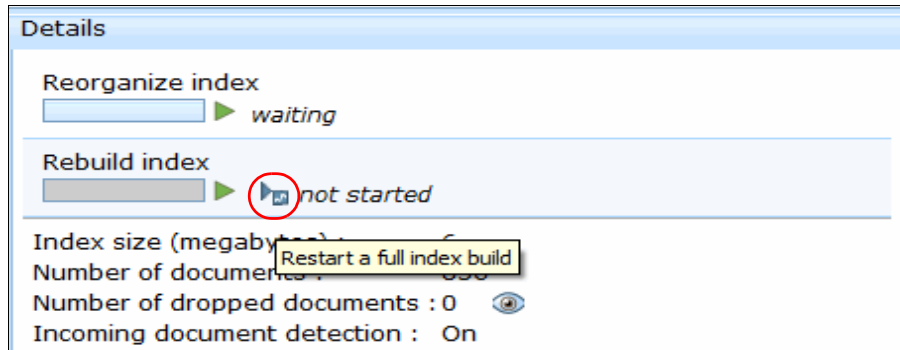 Details
Reorganize index
waiting
Rebuild index
not started
Index size (megabytes) :
Restart a full index build
Number of documents :
Number of dropped documents : 0
Incoming document detection : On